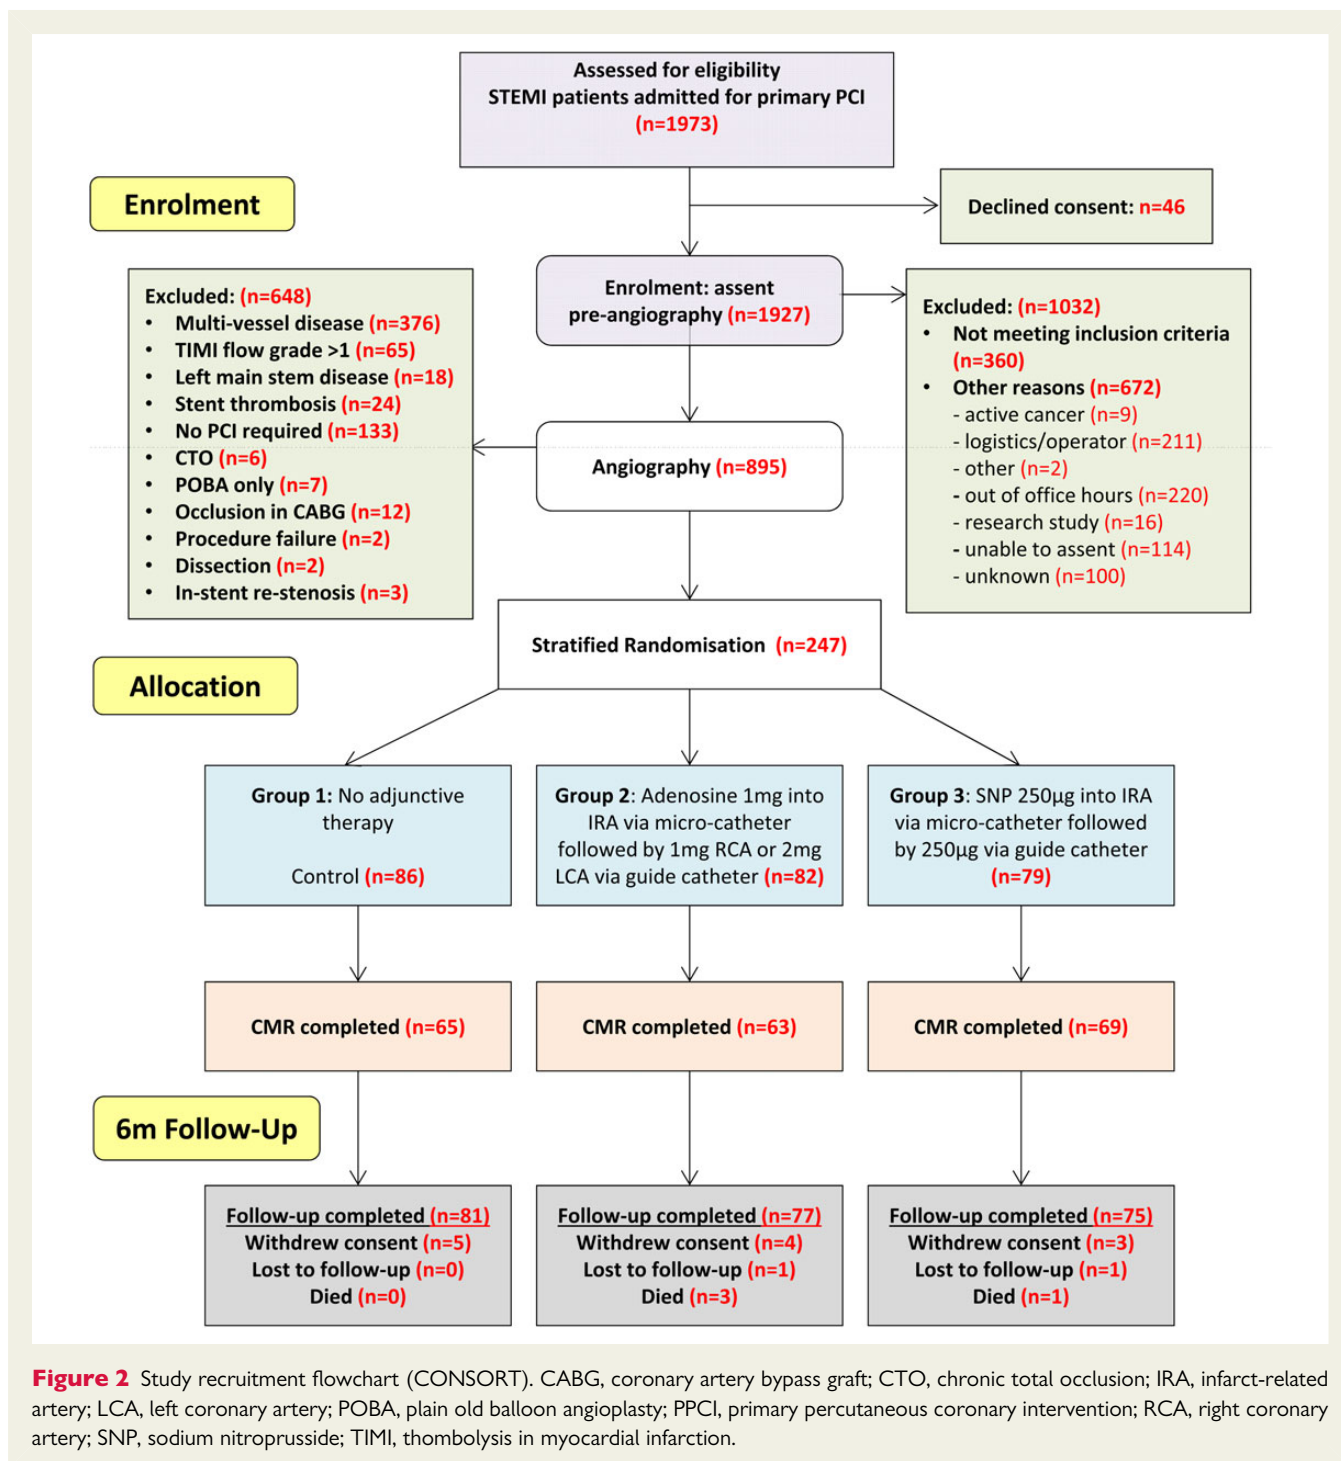 Assessed for eligibility
STEMI patients admitted for primary PCI
(n=1973)
Enrolment
Declined consent: n=46
Enrolment: assent
pre-angiography (n=1927)
Excluded: (n=648)
• Multi-vessel disease (n=376)
• TIMI flow grade >1 (n=65)
• Left main stem disease (n=18)
• Stent thrombosis (n=24)
• No PCI required (n=133)
• CTO (n=6)
• POBA only (n=7)
• Occlusion in CABG (n=12)
• Procedure failure (n=2)
• Dissection (n=2)
• In-stent re-stenosis (n=3)
Excluded: (n=1032)
• Not meeting inclusion criteria
(n=360)
• Other reasons (n=672)
- active cancer (n=9)
- logistics/operator (n=211)
- other (n=2)
- out of office hours (n=220)
- research study (n=16)
- unable to assent (n=114)
- unknown (n=100)
Angiography (n=895)
Stratified Randomisation (n=247)
Allocation
Group 1: No adjunctive
therapy
Control (n=86)
Group 2: Adenosine 1mg into
IRA via micro-catheter
followed by 1mg RCA or 2mg
LCA via guide catheter (n=82)
Group 3: SNP 250µg into IRA
via micro-catheter followed
by 250µg via guide catheter
(n=79)
CMR completed (n=65)
CMR completed (n=63)
CMR completed (n=69)
6m Follow-Up
Follow-up completed (n=81)
Withdrew consent (n=5)
Lost to follow-up (n=0)
Died (n=0)
Follow-up completed (n=77)
Withdrew consent (n=4)
Lost to follow-up (n=1)
Died (n=3)
Follow-up completed (n=75)
Withdrew consent (n=3)
Lost to follow-up (n=1)
Died (n=1)
Figure 2 Study recruitment flowchart (CONSORT). CABG, coronary artery bypass graft; CTO, chronic total occlusion; IRA, infarct-related
artery; LCA, left coronary artery; POBA, plain old balloon angioplasty; PPCI, primary percutaneous coronary intervention; RCA, right coronary
artery; SNP, sodium nitroprusside; TIMI, thombolysis in myocardial infarction.